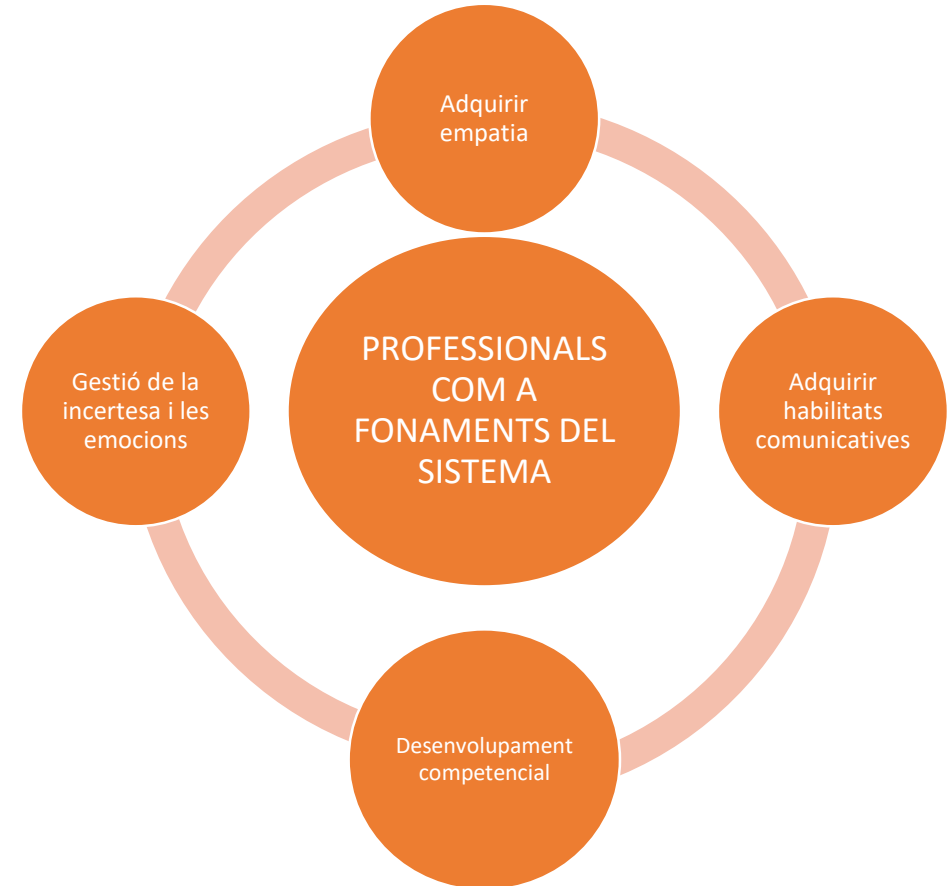 Adquirir
empatia
PROFESSIONALS
COM A
FONAMENTS DEL
SISTEMA
Gestió de la
incertesa i les
emocions
Adquirir
habilitats
comunicatives
Desenvolupament
competencial